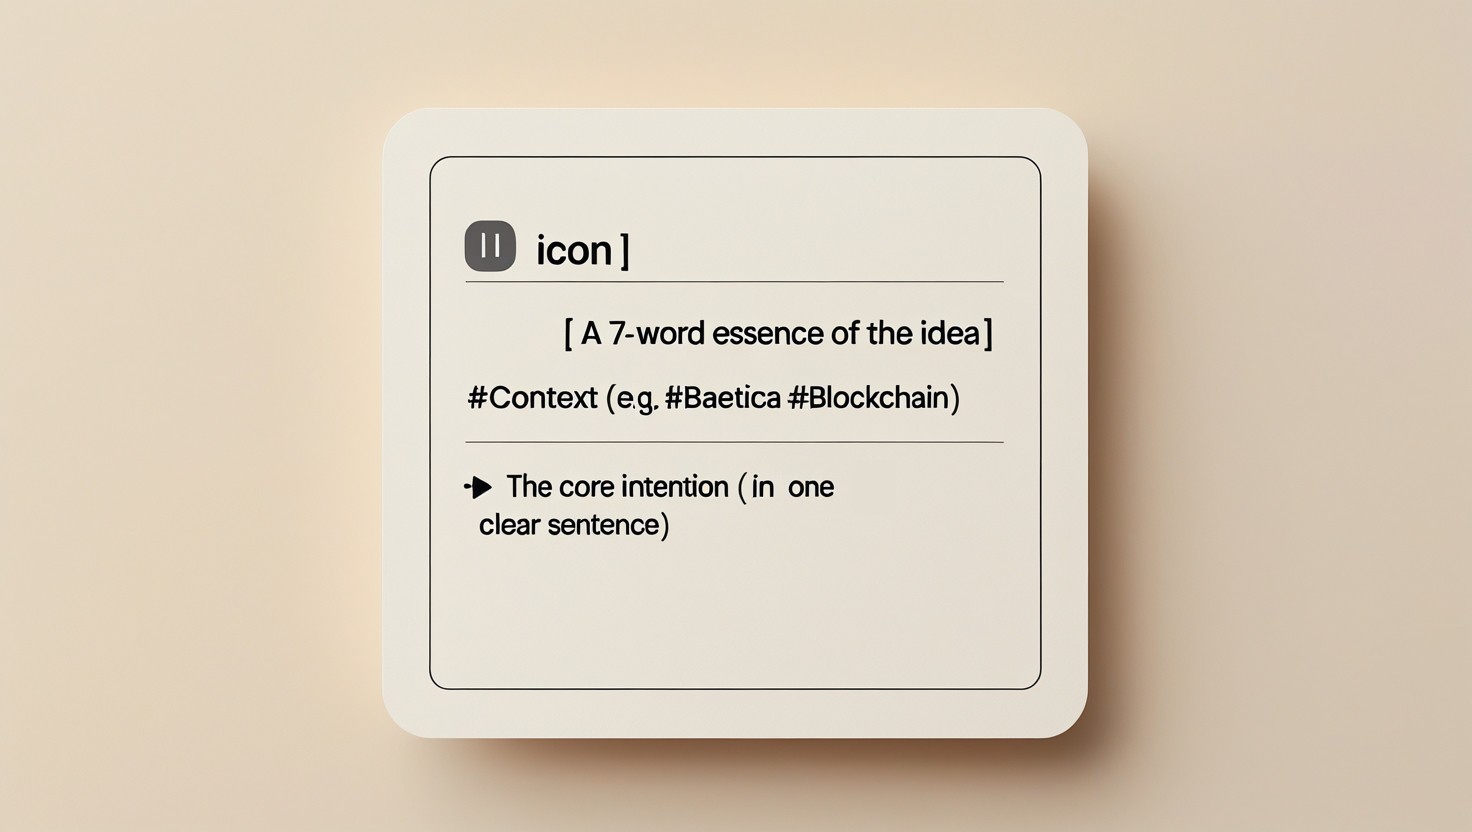 icon]
[ A 7-word essence of the idea]
#Context (e.g, #Baetica #Blockchain)
The core intention (in one
clear sentence)